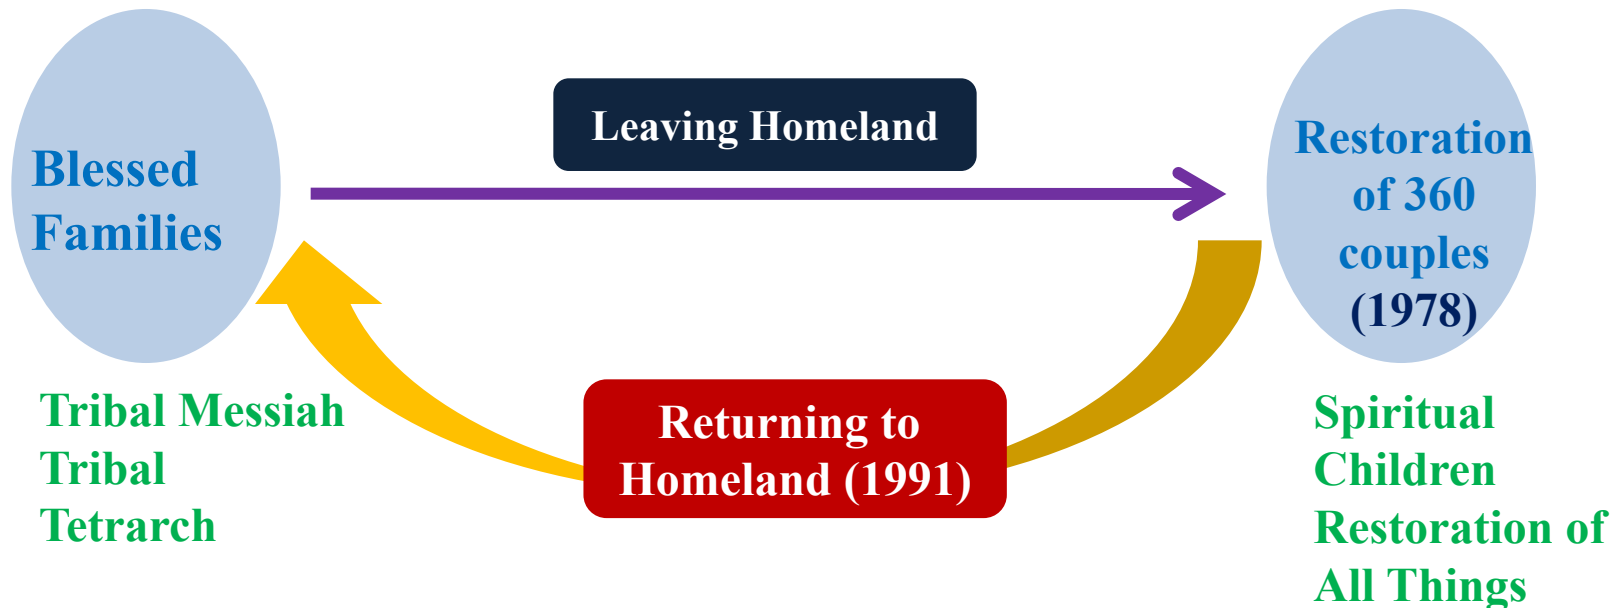 Blessed
Families
Leaving Homeland
Restoration
of 360
couples
(1978)
Tribal Messiah
Tribal
Tetrarch
Returning to
Homeland (1991)
Spiritual
Children
Restoration of
All Things